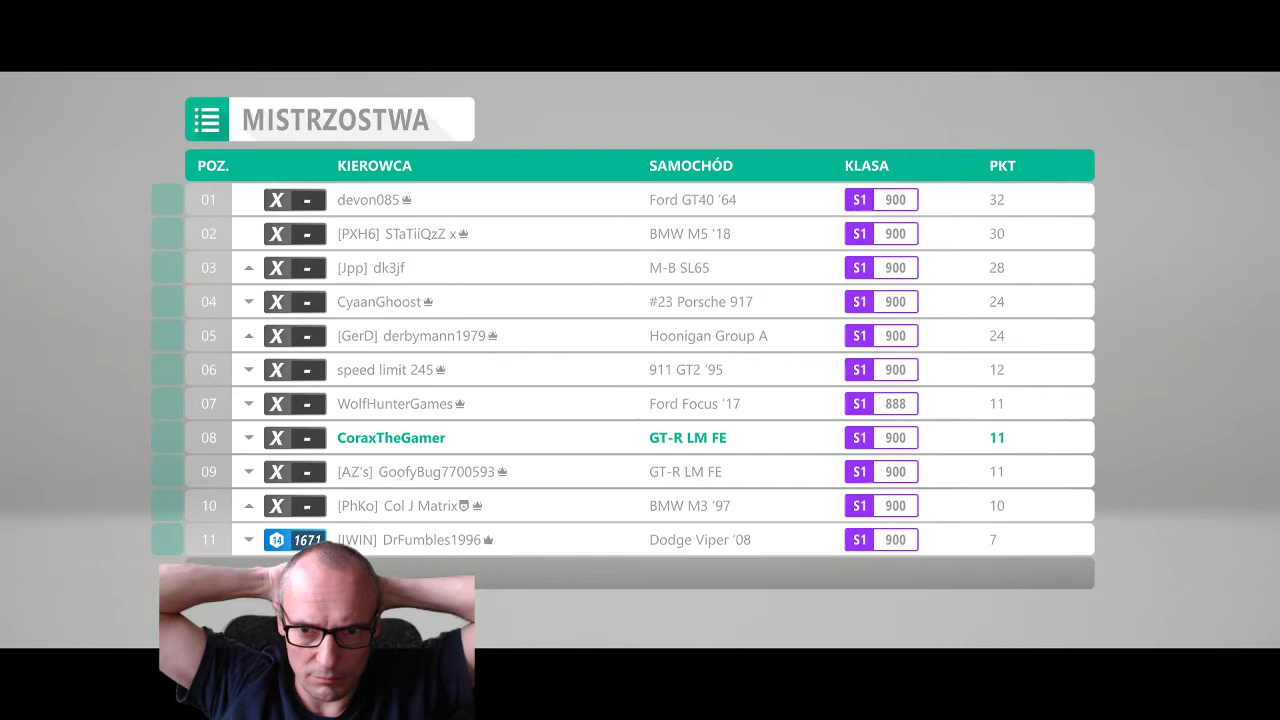 MISTRZOSTWA
POZ. KIEROWCA SAMOCHÓD KLASA PKT
01 X - devon085 Ford GT40 '64 S1 900 32
02 X - [PXH6] STaTiiQzZ x BMW M5 '18 S1 900 30
03 X - [Jpp] dk3jf M-B SL65 S1 900 28
04 X - CyaanGhoost #23 Porsche 917 S1 900 24
05 X - [GerD] derbymann1979 Hoonigan Group A S1 900 24
06 X - speed limit 245 911 GT2 '95 S1 900 12
07 X - WolfHunterGames Ford Focus '17 S1 888 11
08 X - CoraxTheGamer GT-R LM FE S1 900 11
09 X - [AZ's] GoofyBug7700593 GT-R LM FE S1 900 11
10 X - [PhKo] Col J Matrix BMW M3 '97 S1 900 10
11 14 1671 [IWIN] DrFumbles1996 Dodge Viper '08 S1 900 7